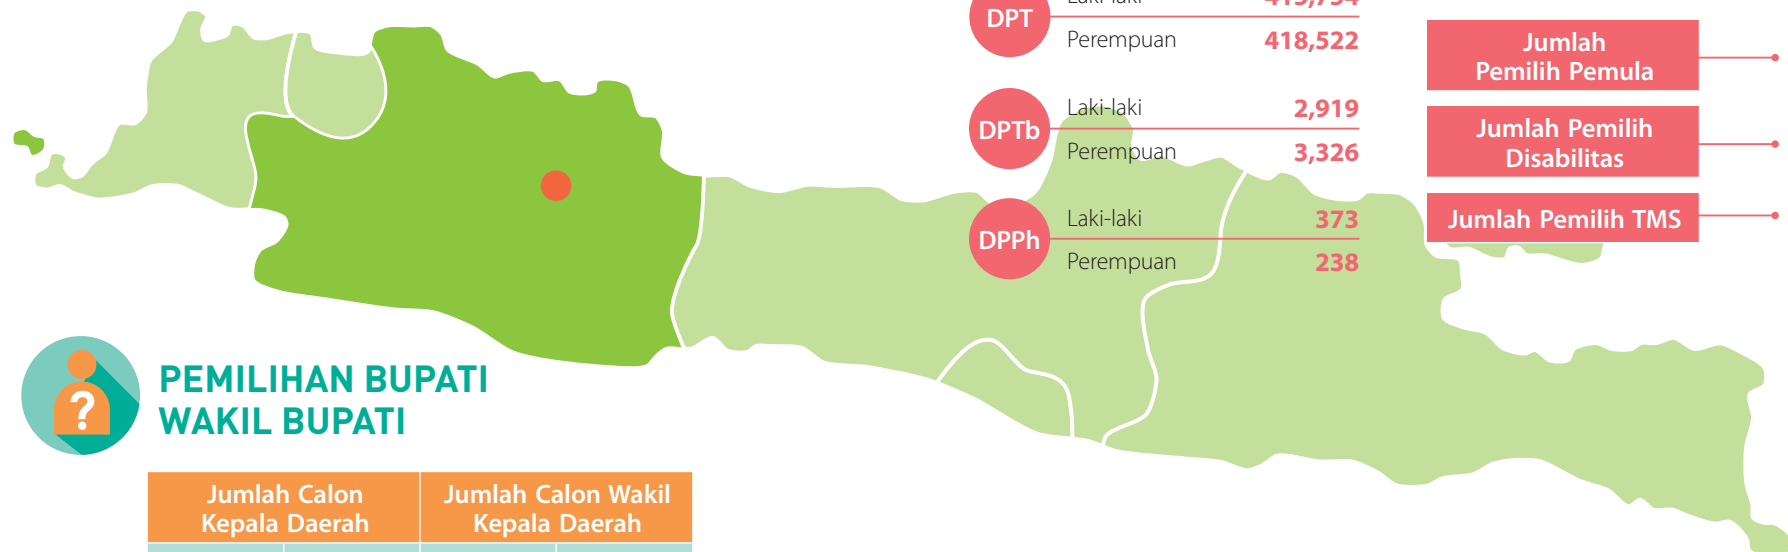 DPT
Perempuan 418,522
DPTb
Laki-laki 2,919
Perempuan 3,326
DPPh
Laki-laki 373
Perempuan 238
Jumlah
Pemilih Pemula
Jumlah Pemilih
Disabilitas
Jumlah Pemilih TMS
?
PEMILIHAN BUPATI
WAKIL BUPATI
Jumlah Calon
Kepala Daerah
Jumlah Calon Wakil
Kepala Daerah